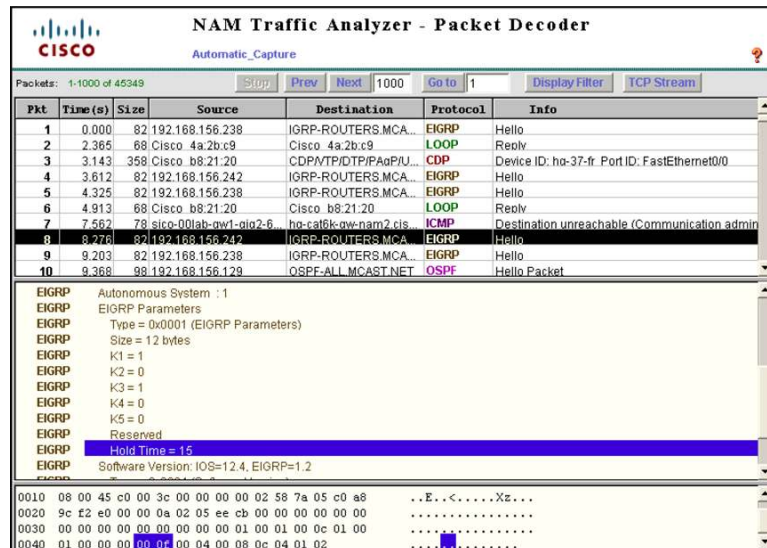 CISCO
NAM Traffic Analyzer - Packet Decoder
Automatic_Capture
Packets: 1-1000 of 45349 Stop Prev Next 1000 Go to 1 Display Filter TCP Stream
Pkt Time(s) Size Source Destination Protocol Info
1 0.000 82 192.168.156.238 IGRP-ROUTERS.MCA... EIGRP Hello
2 2.365 68 Cisco 4a:2b:c9 Cisco 4a:2b:c9 LOOP Reply
3 3.143 358 Cisco b8:21:20 CDP/VTP/DTP/PAgP/U... CDP Device ID: hq-37-fr Port ID: FastEthernet0/0
4 3.612 82 192.168.156.242 IGRP-ROUTERS.MCA... EIGRP Hello
5 4.325 82 192.168.156.238 IGRP-ROUTERS.MCA... EIGRP Hello
6 4.913 68 Cisco b8:21:20 Cisco b8:21:20 LOOP Reply
7 7.562 78 sjco-00lab-gw1-gig2-6... hq-cat6k-gw-nam2.cis... ICMP Destination unreachable (Communication admin
8 8.276 82 192.168.156.242 IGRP-ROUTERS.MCA... EIGRP Hello
9 9.203 82 192.168.156.238 IGRP-ROUTERS.MCA... EIGRP Hello
10 9.368 98 192.168.156.129 OSPF-ALL.MCAST.NET OSPF Hello Packet
EIGRP Autonomous System : 1
EIGRP EIGRP Parameters
EIGRP Type = 0x0001 (EIGRP Parameters)
EIGRP Size = 12 bytes
EIGRP K1 = 1
EIGRP K2 = 0
EIGRP K3 = 1
EIGRP K4 = 0
EIGRP K5 = 0
EIGRP Reserved
EIGRP Hold Time = 15
EIGRP Software Version: IOS=12.4, EIGRP=1.2
0010 08 00 45 c0 00 3c 00 00 00 00 02 58 7a 05 c0 a8 ..E..<.....Xz...
0020 9c f2 e0 00 00 0a 02 05 ee cb 00 00 00 00 00 00 ................
0030 00 00 00 00 00 00 00 00 00 01 00 01 00 0c 01 00 ................
0040 01 00 00 00 00 0f 00 04 00 08 0c 04 01 02 ..............